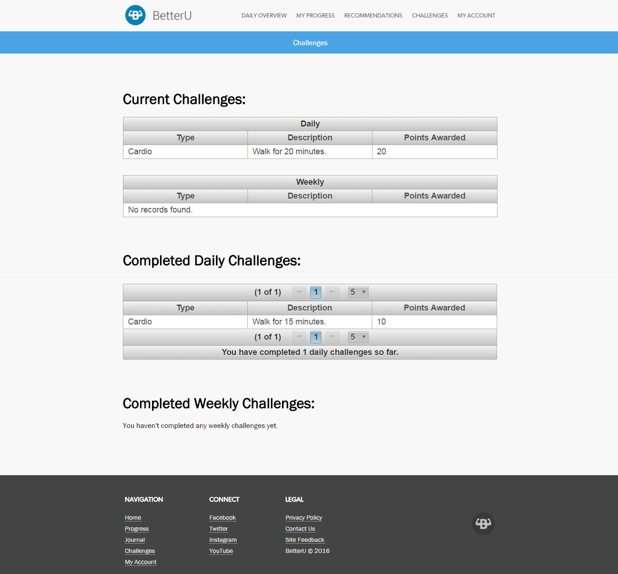 BetterU
DAILY OVERVIEW MY PROGRESS RECOMMENDATIONS CHALLENGES MY ACCOUNT
Challenges
Current Challenges:
Daily
Type Description Points Awarded
Cardio Walk for 20 minutes. 20
Weekly
Type Description Points Awarded
No records found.
Completed Daily Challenges:
(1 of 1) 1 5
Type Description Points Awarded
Cardio Walk for 15 minutes. 10
(1 of 1) 1 5
You have completed 1 daily challenges so far.
Completed Weekly Challenges:
You haven't completed any weekly challenges yet.
NAVIGATION CONNECT LEGAL
Home Facebook Privacy Policy
Progress Twitter Contact Us
Journal Instagram Site Feedback
Challenges YouTube BetterU © 2016
My Account